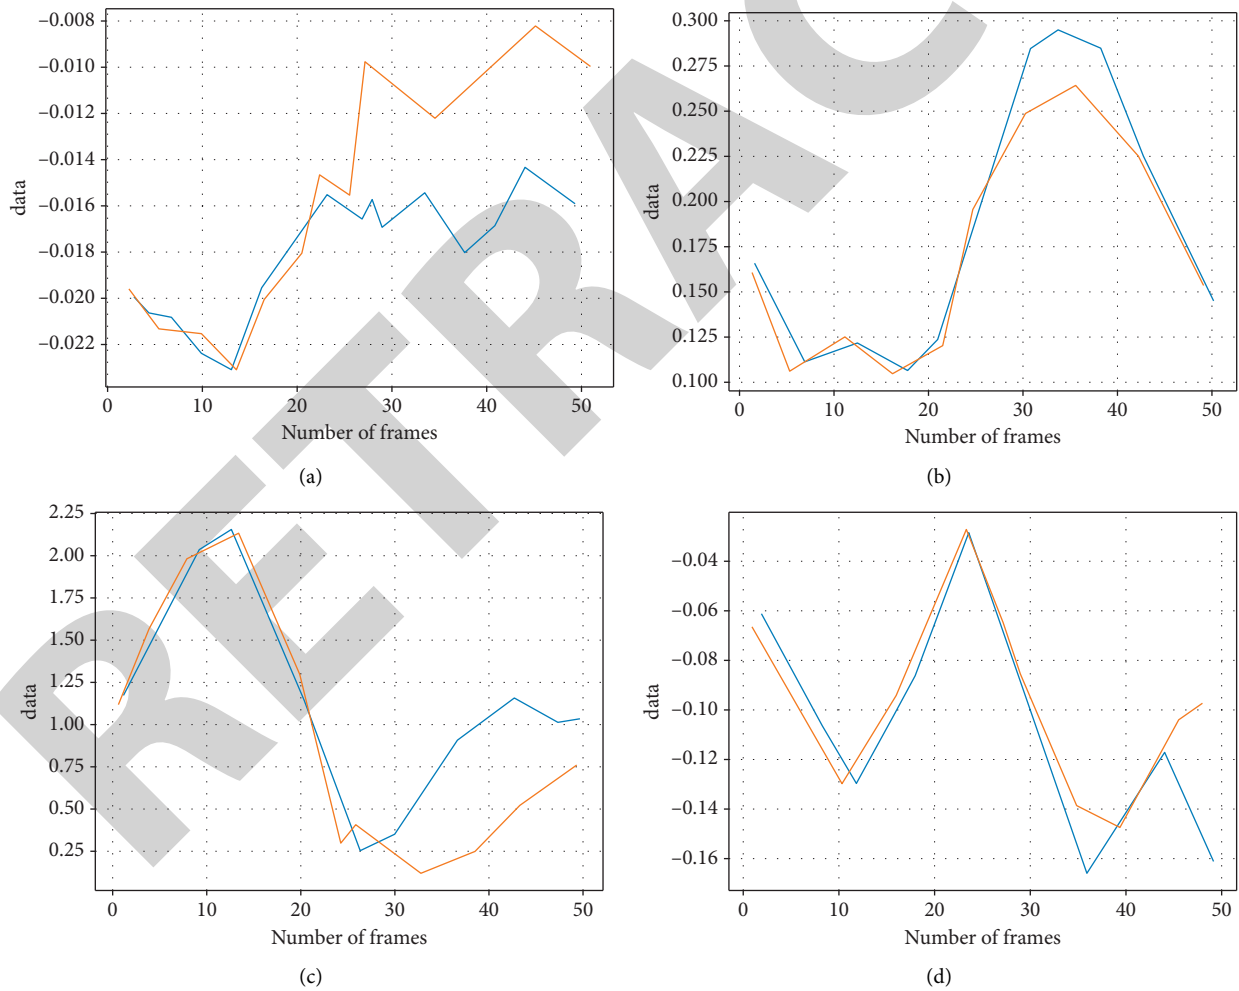 −0.008
−0.010
−0.012
−0.014
−0.016
−0.018
−0.020
−0.022
data
0 10 20 30 40 50
Number of frames
(a)
0.300
0.275
0.250
0.225
0.200
0.175
0.150
0.125
0.100
data
0 10 20 30 40 50
Number of frames
(b)
2.25
2.00
1.75
1.50
1.25
1.00
0.75
0.50
0.25
data
0 10 20 30 40 50
Number of frames
(c)
−0.04
−0.06
−0.08
−0.10
−0.12
−0.14
−0.16
data
0 10 20 30 40 50
Number of frames
(d)
RETRAC